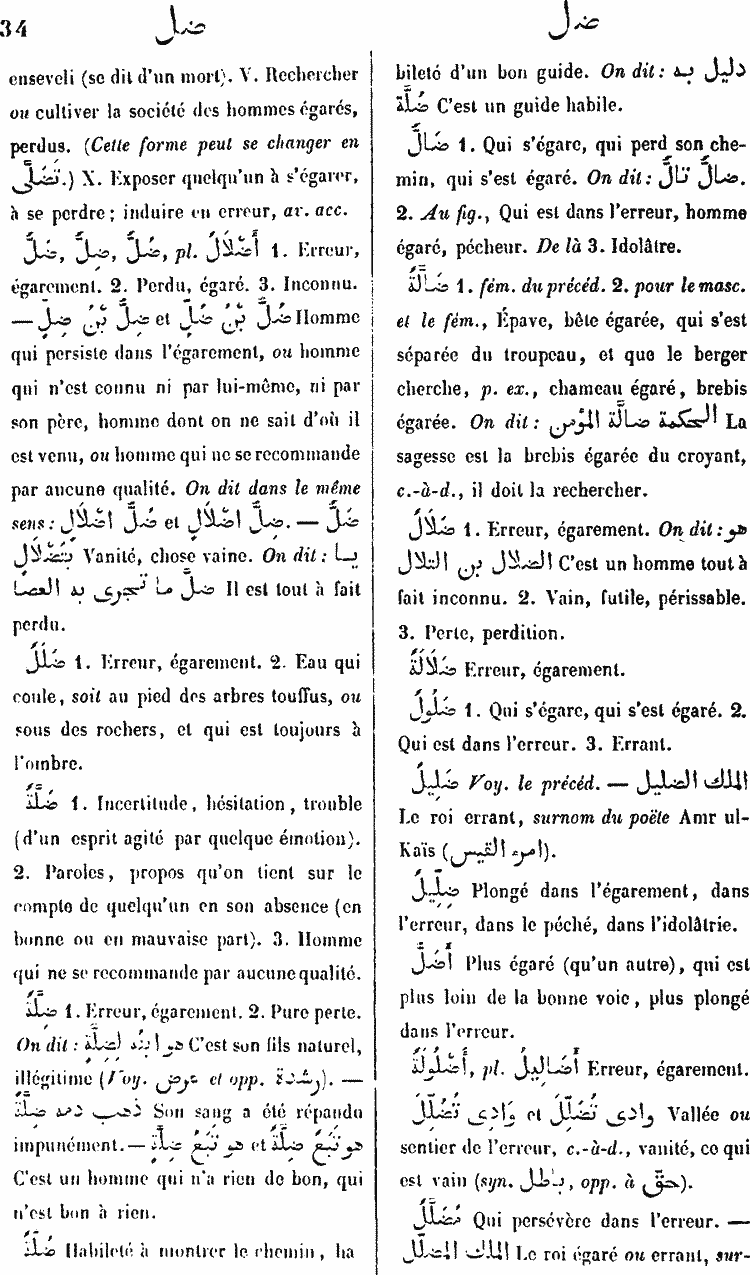 34 ضل ضل
enseveli (se dit d'un mort). V. Rechercher
ou cultiver la société des hommes égarés,
perdus. (Cette forme peut se changer en
تَضَلَّى.) X. Exposer quelqu'un à s'égarer,
à se perdre; induire en erreur, av. acc.
ضَلٌّ, ضِلٌّ, ضُلٌّ, pl. أَضْلَالٌ 1. Erreur,
égarement. 2. Perdu, égaré. 3. Inconnu.
— ضُلُّ بْنُ ضُلٍّ et ضِلُّ بْنُ ضِلٍّ Homme
qui persiste dans l'égarement, ou homme
qui n'est connu ni par lui-même, ni par
son père, homme dont on ne sait d'où il
est venu, ou homme qui ne se recommande
par aucune qualité. On dit dans le même
sens: ضُلُّ اضْلَالٍ et ضِلُّ اضْلَالٍ. — ضُلٌّ
بِتَضْلَالٍ Vanité, chose vaine. On dit: يا
ضلَّ ما تجرى به العصا Il est tout à fait
perdu.
ضَلَلٌ 1. Erreur, égarement. 2. Eau qui
coule, soit au pied des arbres touffus, ou
sous des rochers, et qui est toujours à
l'ombre.
ضَلَّةٌ 1. Incertitude, hésitation, trouble
(d'un esprit agité par quelque émotion).
2. Paroles, propos qu'on tient sur le
compte de quelqu'un en son absence (en
bonne ou en mauvaise part). 3. Homme
qui ne se recommande par aucune qualité.
ضِلَّةٌ 1. Erreur, égarement. 2. Pure perte.
On dit: هو ابنه لضلّة C'est son fils naturel,
illégitime (Voy. عرض et opp. رشدة). —
ذهب دمه ضِلّةً Son sang a été répandu
impunément. — هو تِبْعُ ضِلَّةٍ et هو تِبْعٌ ضِلَّةٌ
C'est un homme qui n'a rien de bon, qui
n'est bon à rien.
ضُلَّةٌ Habileté à montrer le chemin, ha
bileté d'un bon guide. On dit: دليل به
ضُلَّة C'est un guide habile.
ضَالٌّ 1. Qui s'égare, qui perd son che-
min, qui s'est égaré. On dit: ضالّ تالّ.
2. Au fig., Qui est dans l'erreur, homme
égaré, pécheur. De là 3. Idolâtre.
ضَالَّةٌ 1. fém. du précéd. 2. pour le masc.
et le fém., Épave, bête égarée, qui s'est
séparée du troupeau, et que le berger
cherche, p. ex., chameau égaré, brebis
égarée. On dit: الحكمة ضالّة المؤمن La
sagesse est la brebis égarée du croyant,
c.-à-d., il doit la rechercher.
ضَلَالٌ 1. Erreur, égarement. On dit: هو
الضلال بن التلال C'est un homme tout à
fait inconnu. 2. Vain, futile, périssable.
3. Perte, perdition.
ضَلَالَةٌ Erreur, égarement.
ضَلُولٌ 1. Qui s'égare, qui s'est égaré. 2.
Qui est dans l'erreur. 3. Errant.
ضَلِيلٌ Voy. le précéd. — الملك الضليل
Le roi errant, surnom du poëte Amr ul-
Kaïs (امرء القيس).
ضِلِّيلٌ Plongé dans l'égarement, dans
l'erreur, dans le péché, dans l'idolâtrie.
أَضَلُّ Plus égaré (qu'un autre), qui est
plus loin de la bonne voie, plus plongé
dans l'erreur.
أُضْلُولَةٌ, pl. أَضَالِيلُ Erreur, égarement.
وادى تُضُلِّلَ et وَادِى تُضَلِّلَ Vallée ou
sentier de l'erreur, c.-à-d., vanité, ce qui
est vain (syn. باطل, opp. à حقّ).
مُضَلَّلٌ Qui persévère dans l'erreur. —
الملك المضلّل Le roi égaré ou errant, sur-